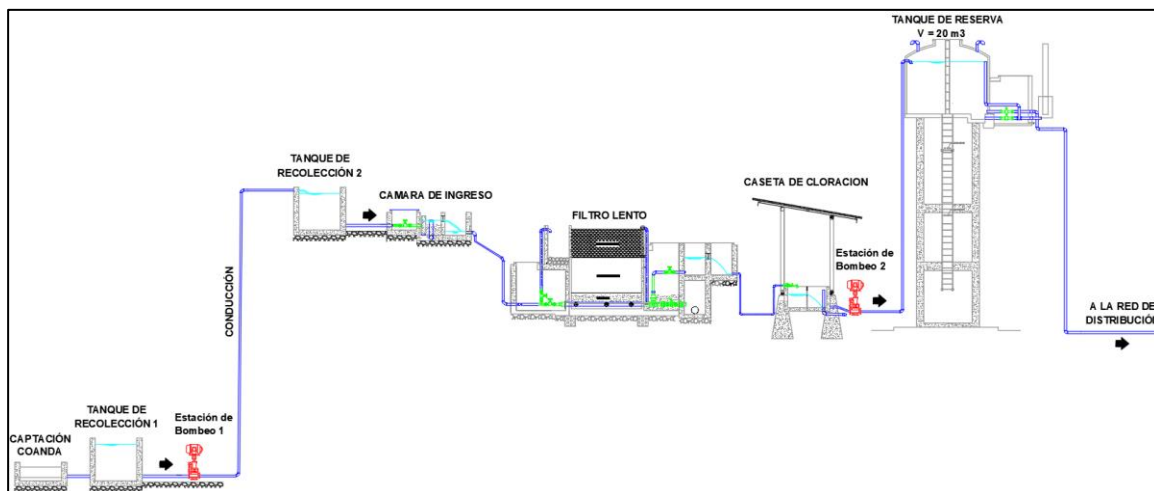 TANQUE DE RESERVA
V = 20 m3
TANQUE DE
RECOLECCIÓN 2
CAMARA DE INGRESO
FILTRO LENTO
CASETA DE CLORACION
Estación de
Bombeo 2
CONDUCCIÓN
A LA RED DE
DISTRIBUCIÓN
TANQUE DE
RECOLECCIÓN 1
Estación de
Bombeo 1
CAPTACIÓN
COANDA